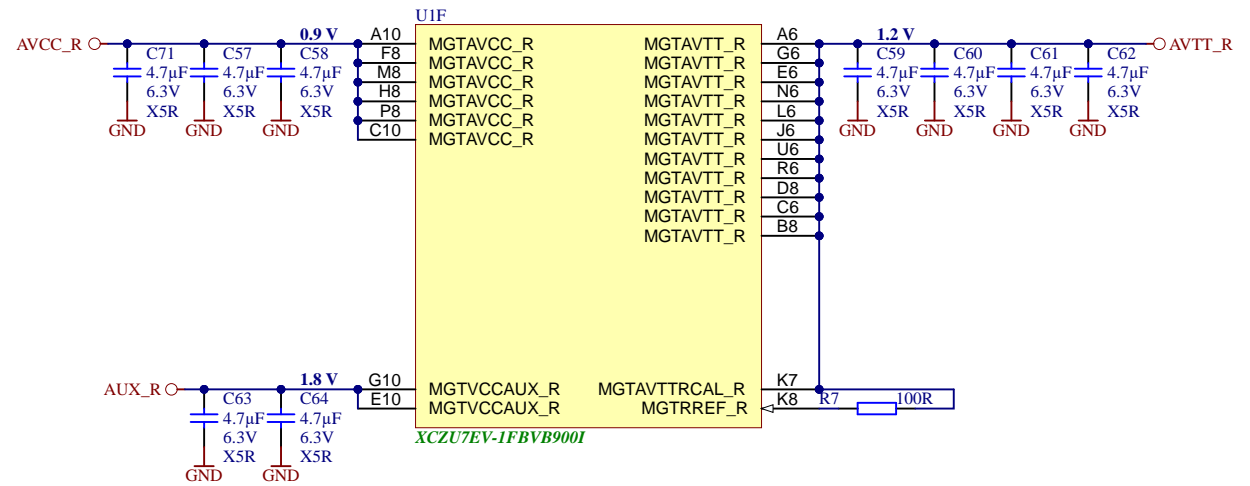 U1F
AVCC_R
0.9 V
A10
F8
M8
H8
P8
C10
MGTAVCC_R
MGTAVCC_R
MGTAVCC_R
MGTAVCC_R
MGTAVCC_R
MGTAVCC_R
C71
4.7µF
6.3V
X5R
GND
C57
4.7µF
6.3V
X5R
GND
C58
4.7µF
6.3V
X5R
GND
MGTAVTT_R
MGTAVTT_R
MGTAVTT_R
MGTAVTT_R
MGTAVTT_R
MGTAVTT_R
MGTAVTT_R
MGTAVTT_R
MGTAVTT_R
MGTAVTT_R
MGTAVTT_R
A6
G6
E6
N6
L6
J6
U6
R6
D8
C6
B8
1.2 V
AVTT_R
C59
4.7µF
6.3V
X5R
GND
C60
4.7µF
6.3V
X5R
GND
C61
4.7µF
6.3V
X5R
GND
C62
4.7µF
6.3V
X5R
GND
AUX_R
1.8 V
G10
E10
MGTVCCAUX_R
MGTVCCAUX_R
C63
4.7µF
6.3V
X5R
GND
C64
4.7µF
6.3V
X5R
GND
MGTAVTTRCAL_R
MGTRREF_R
K7
K8
R7
100R
XCZU7EV-1FBVB900I